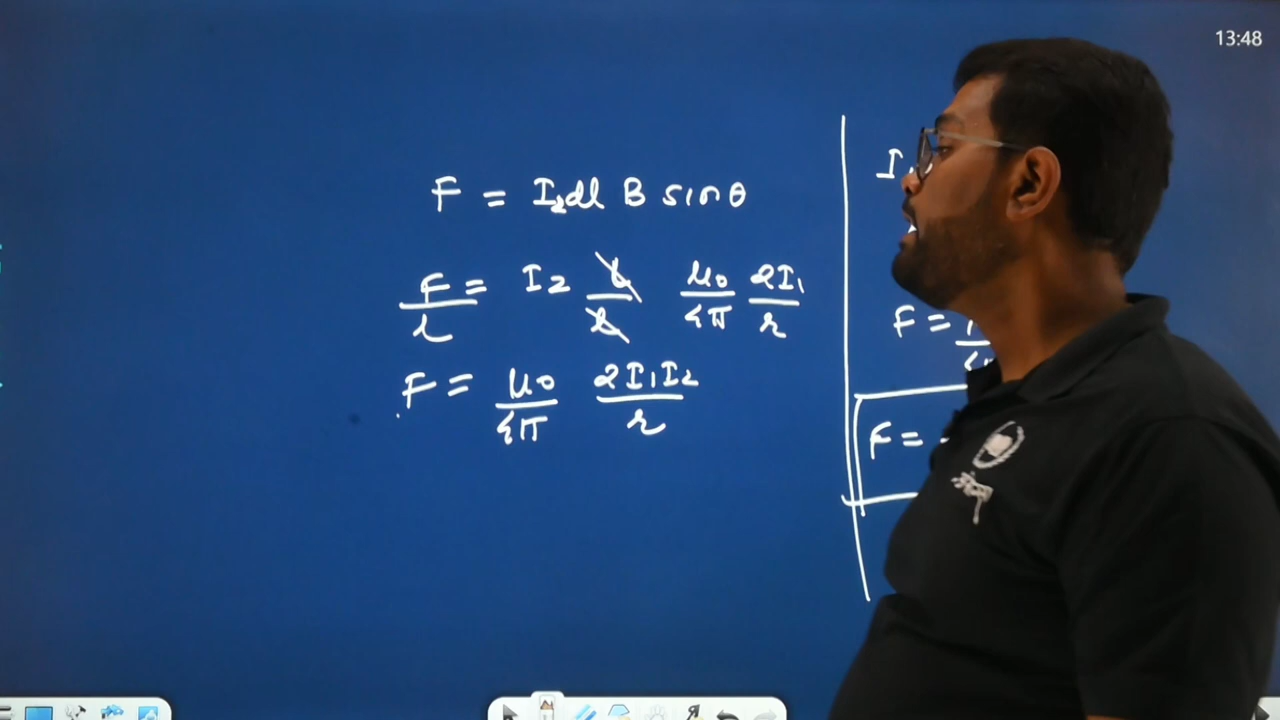 13:48
F = I₂dl B sinθ
F/l = I₂ l/l μ₀/4π 2I₁/r
F = μ₀/4π 2I₁I₂/r
F =
F =